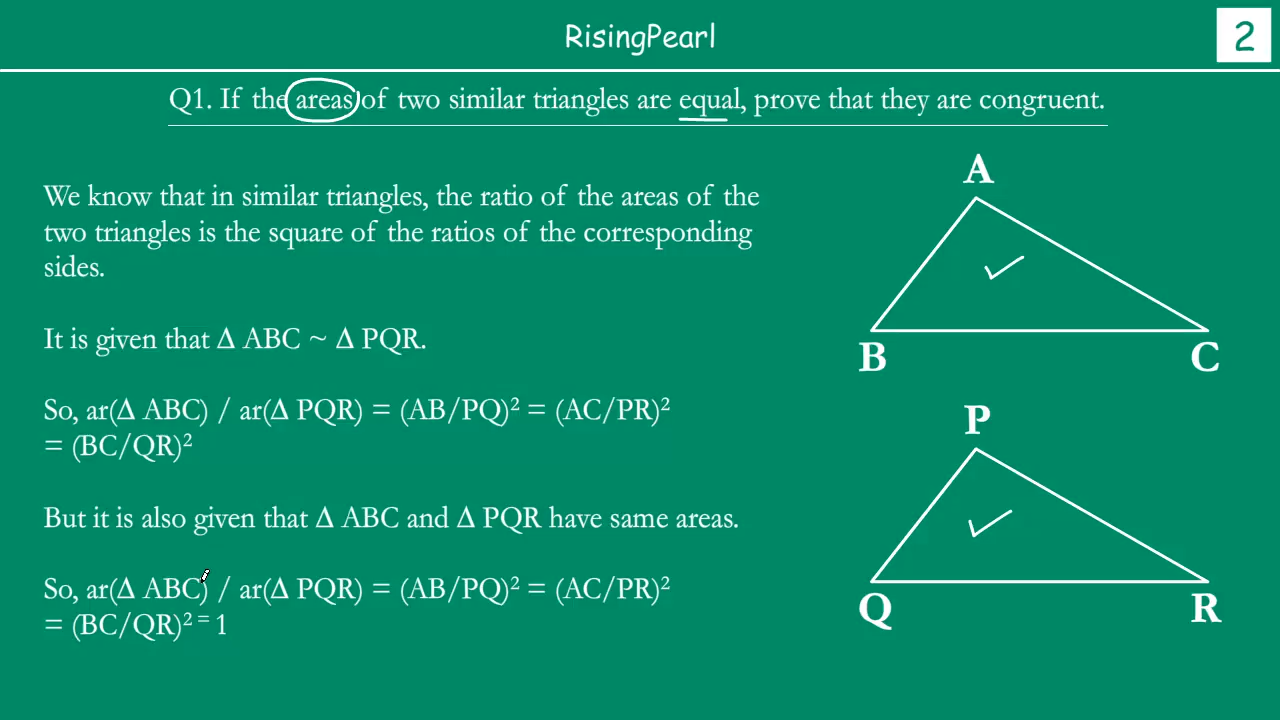 RisingPearl
2
Q1. If the areas of two similar triangles are equal, prove that they are congruent.
We know that in similar triangles, the ratio of the areas of the
two triangles is the square of the ratios of the corresponding
sides.
It is given that Δ ABC ~ Δ PQR.
So, ar(Δ ABC) / ar(Δ PQR) = (AB/PQ)² = (AC/PR)²
= (BC/QR)²
But it is also given that Δ ABC and Δ PQR have same areas.
So, ar(Δ ABC) / ar(Δ PQR) = (AB/PQ)² = (AC/PR)²
= (BC/QR)² ⁼ 1
A
B
C
P
Q
R